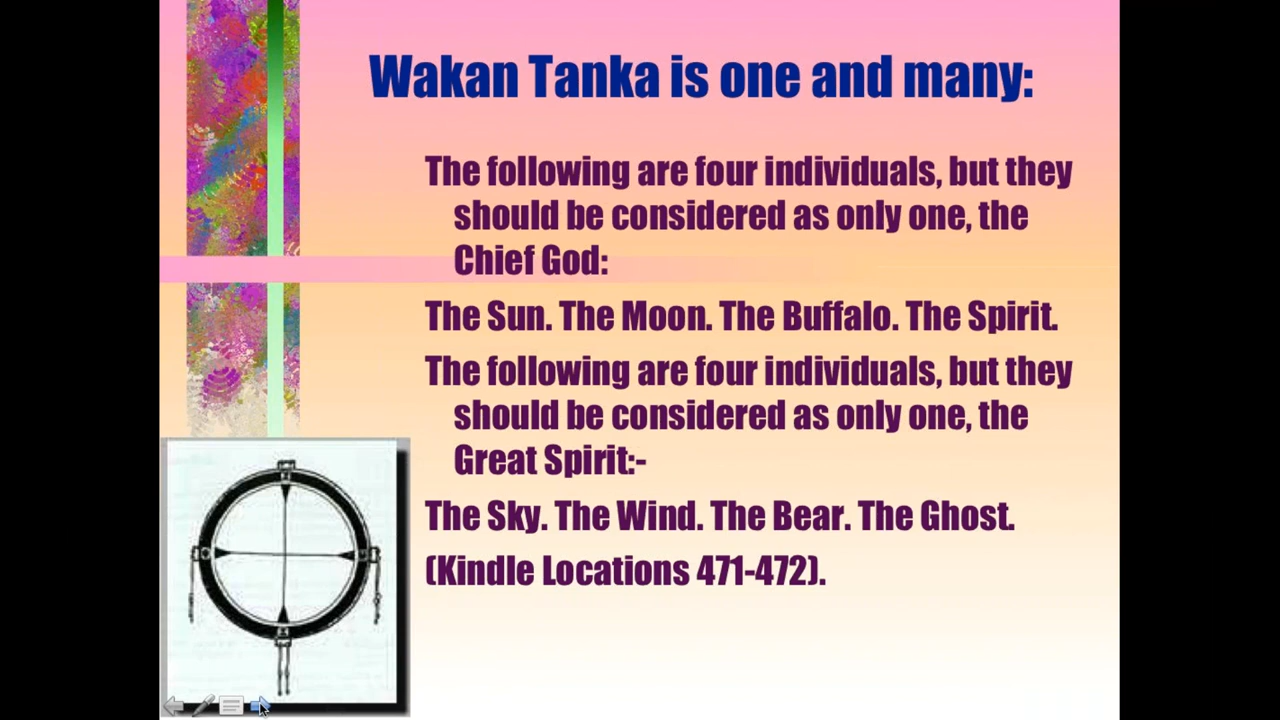 Wakan Tanka is one and many:
The following are four individuals, but they
should be considered as only one, the
Chief God:
The Sun. The Moon. The Buffalo. The Spirit.
The following are four individuals, but they
should be considered as only one, the
Great Spirit:-
The Sky. The Wind. The Bear. The Ghost.
(Kindle Locations 471-472).